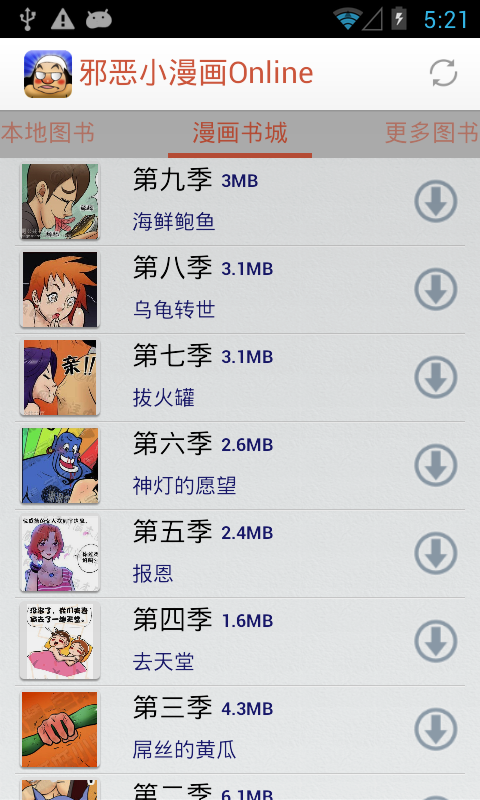 5:21
邪恶小漫画Online
本地图书 漫画书城 更多图书
第九季 3MB
海鲜鲍鱼
第八季 3.1MB
乌龟转世
第七季 3.1MB
亲!!
拔火罐
第六季 2.6MB
神灯的愿望
第五季 2.4MB
报恩
第四季 1.6MB
去天堂
第三季 4.3MB
屌丝的黄瓜
第二季 6.1MB